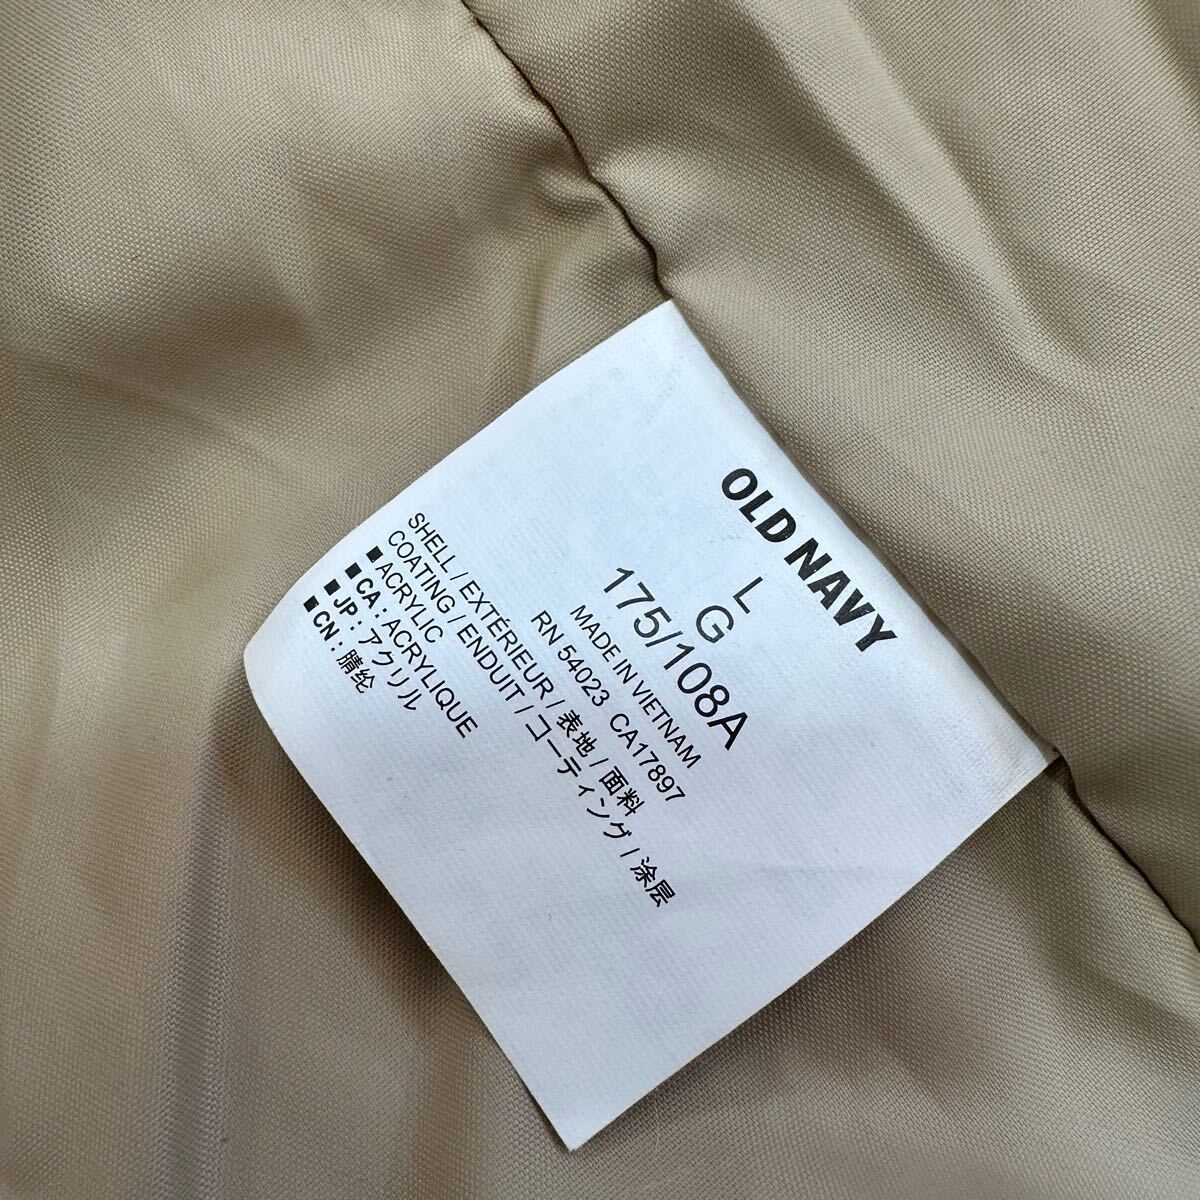 OLD NAVY
L
G
175/108A
MADE IN VIETNAM
RN 54023 CA17897
SHELL / EXTÉRIEUR / 表地 / 面料
COATING / ENDUIT / コーティング / 涂层
■ ACRYLIC
■ CA : ACRYLIQUE
■ JP : アクリル
■ CN : 腈纶